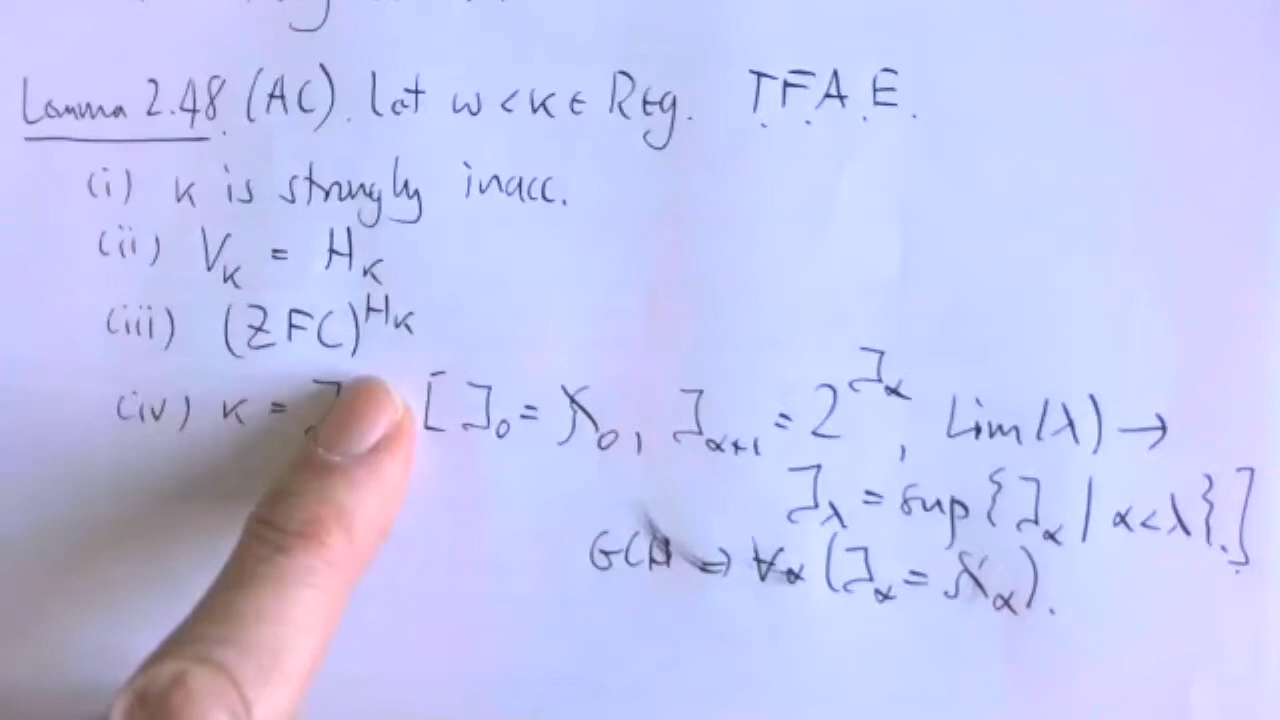 Lemma 2.48 (AC). Let ω < κ ∈ Reg. T.F.A.E.
(i) κ is strongly inacc.
(ii) V_κ = H_κ
(iii) (ZFC)^{H_κ}
(iv) κ = [ℶ_0 = ℵ_0, ℶ_{α+1} = 2^{ℶ_α}, Lim(λ) →
ℶ_λ = sup{ℶ_α | α<λ}.]
GCH ⇒ ∀α (ℶ_α = ℵ_α).